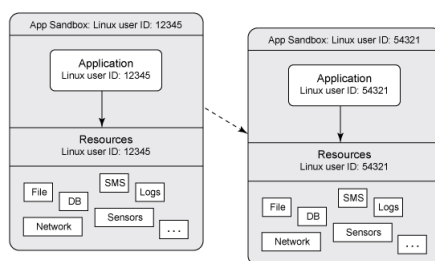 App Sandbox: Linux user ID: 12345
Application
Linux user ID: 12345
Resources
Linux user ID: 12345
File
DB
SMS
Logs
Network
Sensors
...
App Sandbox: Linux user ID: 54321
Application
Linux user ID: 54321
Resources
Linux user ID: 54321
File
DB
SMS
Logs
Network
Sensors
...